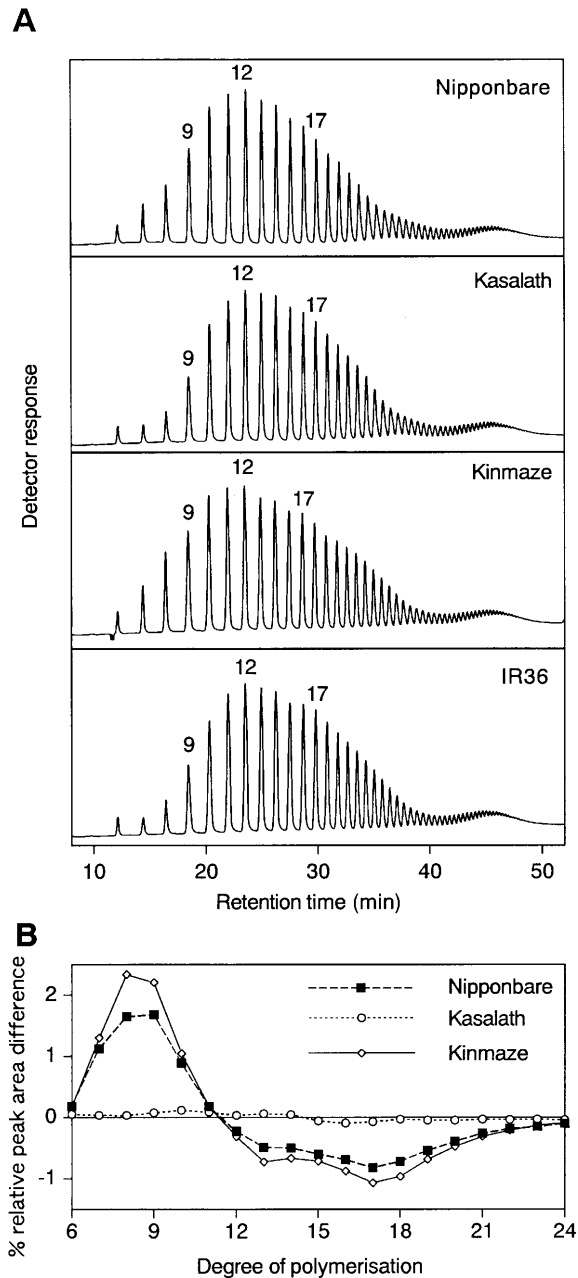 A
Nipponbare
12
9
17
Kasalath
12
9
17
Kinmaze
12
9
17
IR36
12
9
17
Detector response
10 20 30 40 50
Retention time (min)
B
Nipponbare
Kasalath
Kinmaze
% relative peak area difference
2
1
0
-1
6 9 12 15 18 21 24
Degree of polymerisation